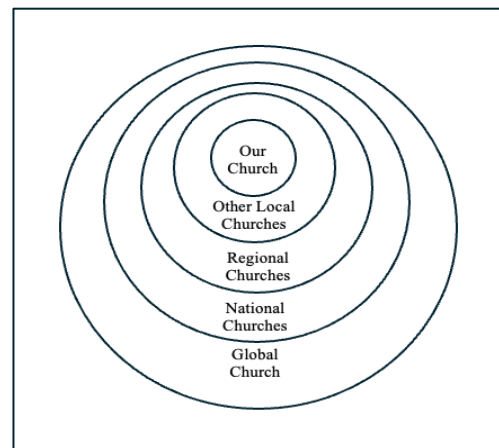 Our
Church
Other Local
Churches
Regional
Churches
National
Churches
Global
Church